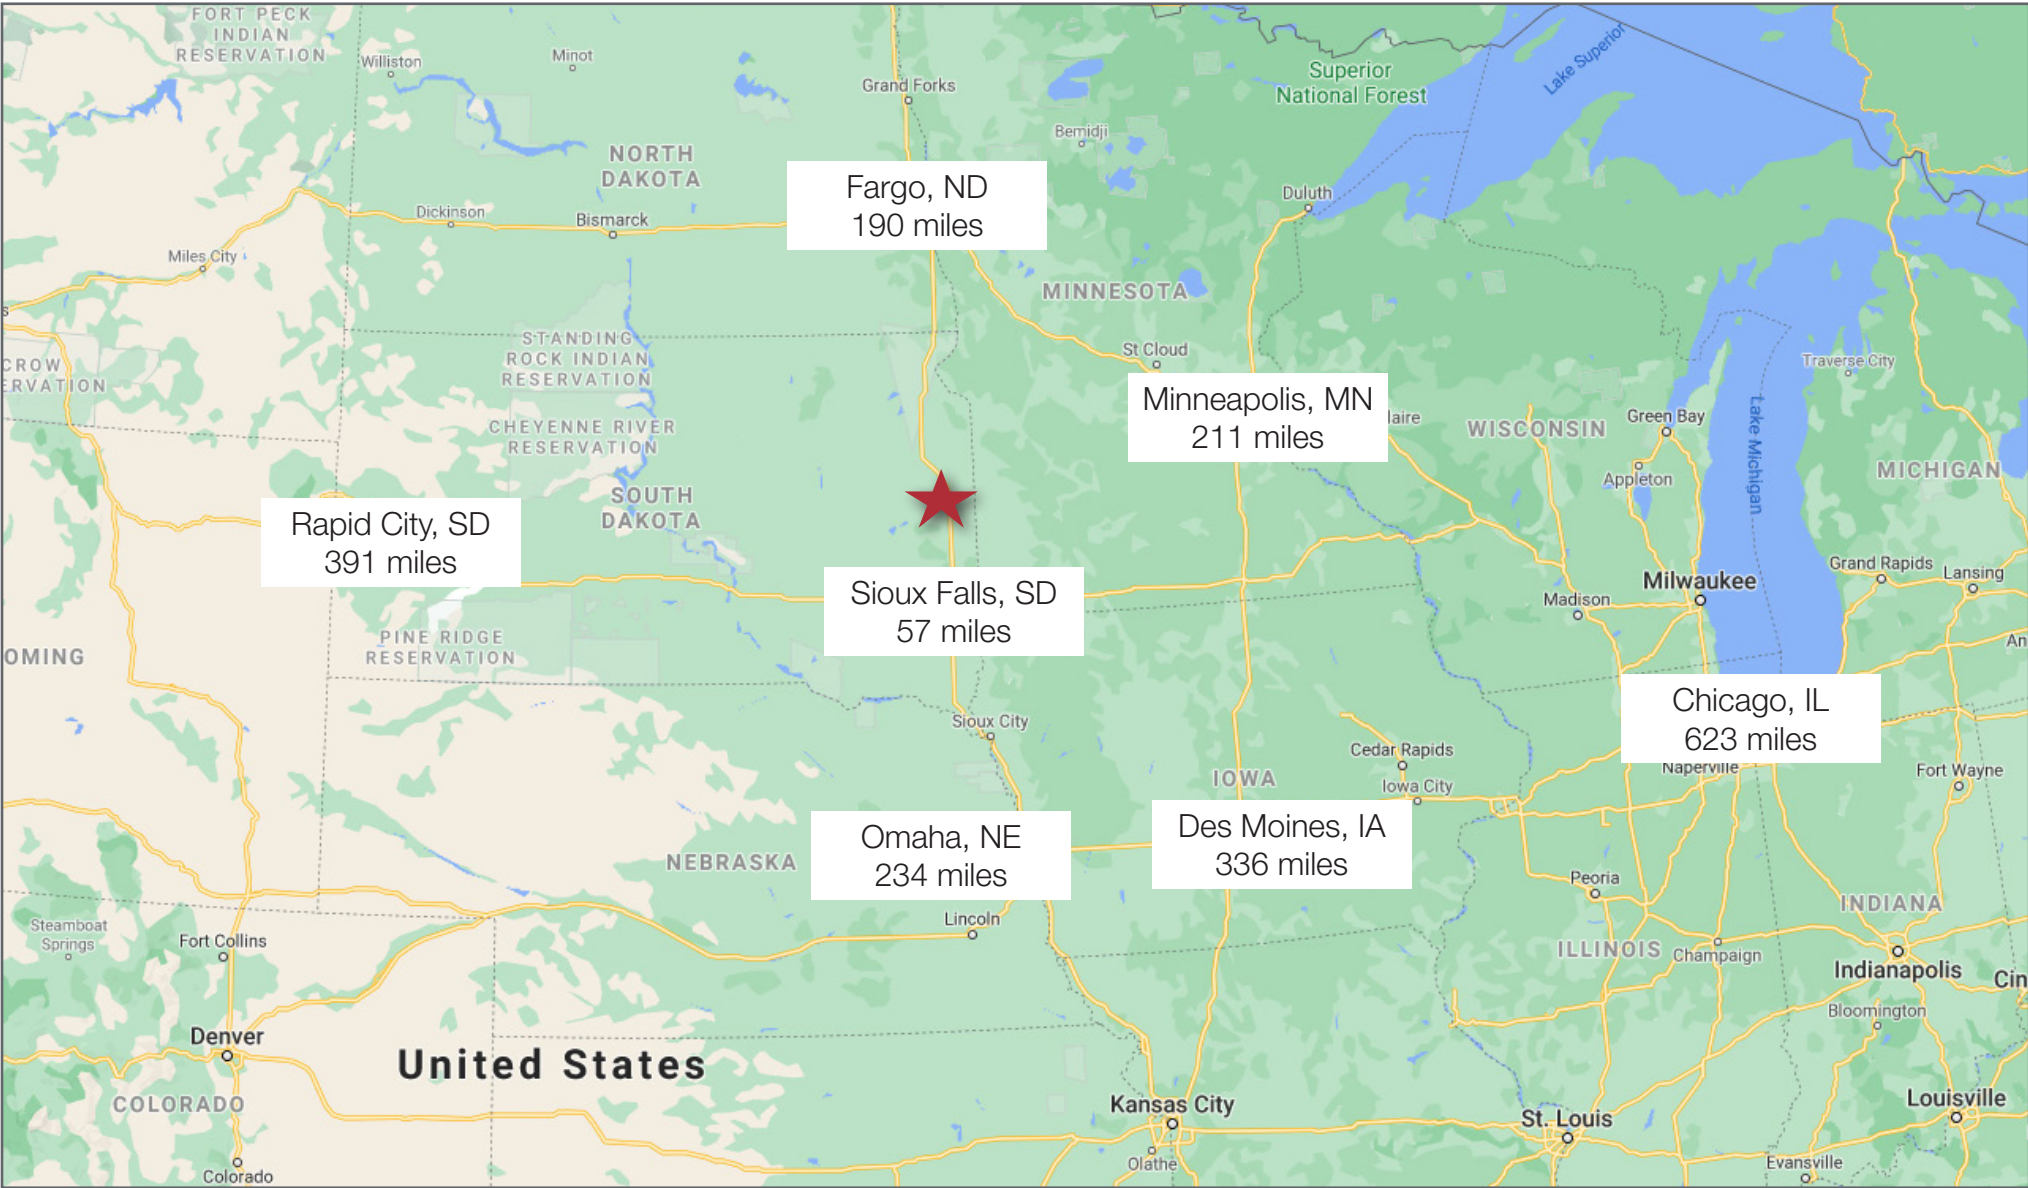 FORT PECK
INDIAN
RESERVATION
Williston
Minot
Grand Forks
Superior
National Forest
Lake Superior
Bemidji
NORTH
DAKOTA
Fargo, ND
190 miles
Duluth
Dickinson
Bismarck
Miles City
MINNESOTA
STANDING
ROCK INDIAN
RESERVATION
St Cloud
Traverse City
CROW
ERVATION
Minneapolis, MN
211 miles
laire
WISCONSIN
Green Bay
Lake Michigan
CHEYENNE RIVER
RESERVATION
Appleton
MICHIGAN
SOUTH
DAKOTA
Rapid City, SD
391 miles
Sioux Falls, SD
57 miles
Milwaukee
Grand Rapids
Lansing
Madison
PINE RIDGE
RESERVATION
OMING
An
Chicago, IL
623 miles
Sioux City
Cedar Rapids
IOWA
Iowa City
Naperville
Fort Wayne
Omaha, NE
234 miles
Des Moines, IA
336 miles
NEBRASKA
Peoria
INDIANA
Steamboat
Springs
Fort Collins
Lincoln
ILLINOIS
Champaign
Indianapolis
Cin
Bloomington
Denver
United States
COLORADO
Kansas City
St. Louis
Louisville
Olathe
Evansville
Colorado